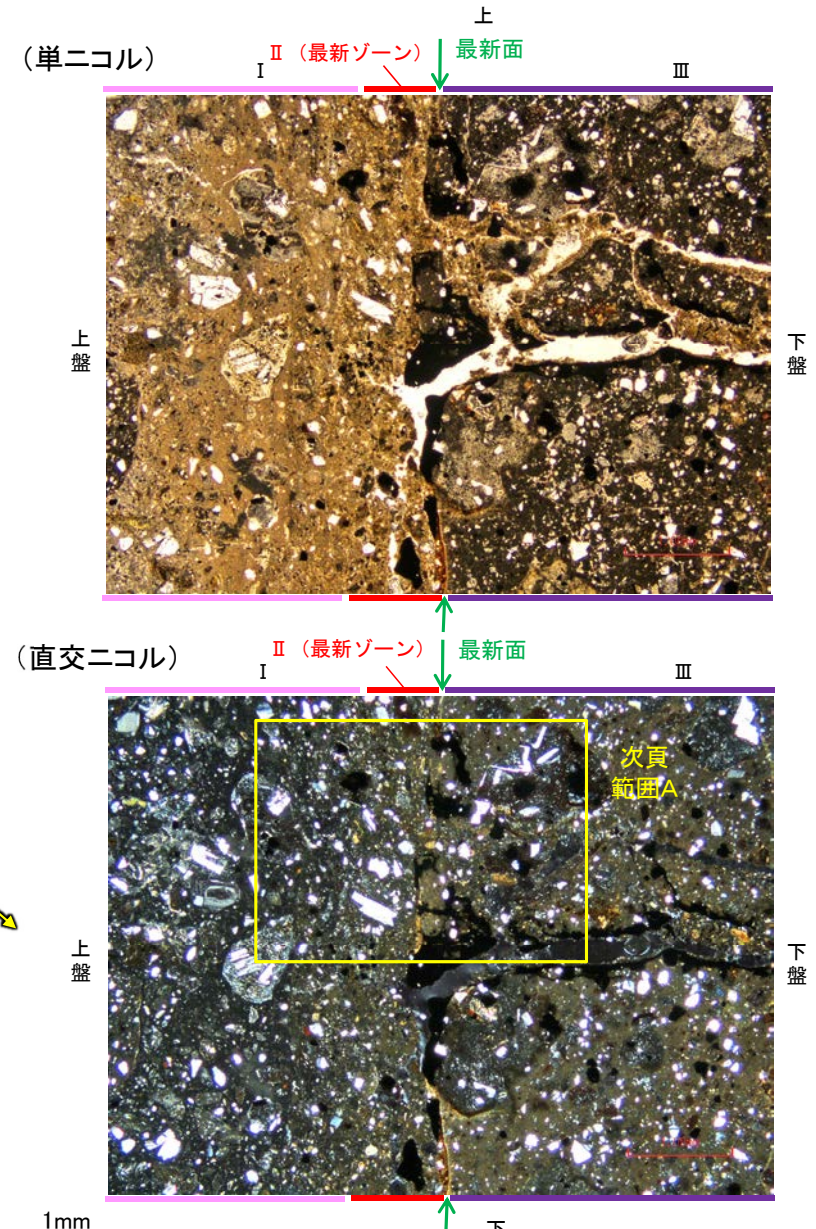 上
(単ニコル)
Ⅱ (最新ゾーン)
最新面
Ⅰ
Ⅲ
上盤
下盤
(直交ニコル)
Ⅱ (最新ゾーン)
最新面
Ⅰ
Ⅲ
次頁
範囲A
上盤
下盤
1mm
下